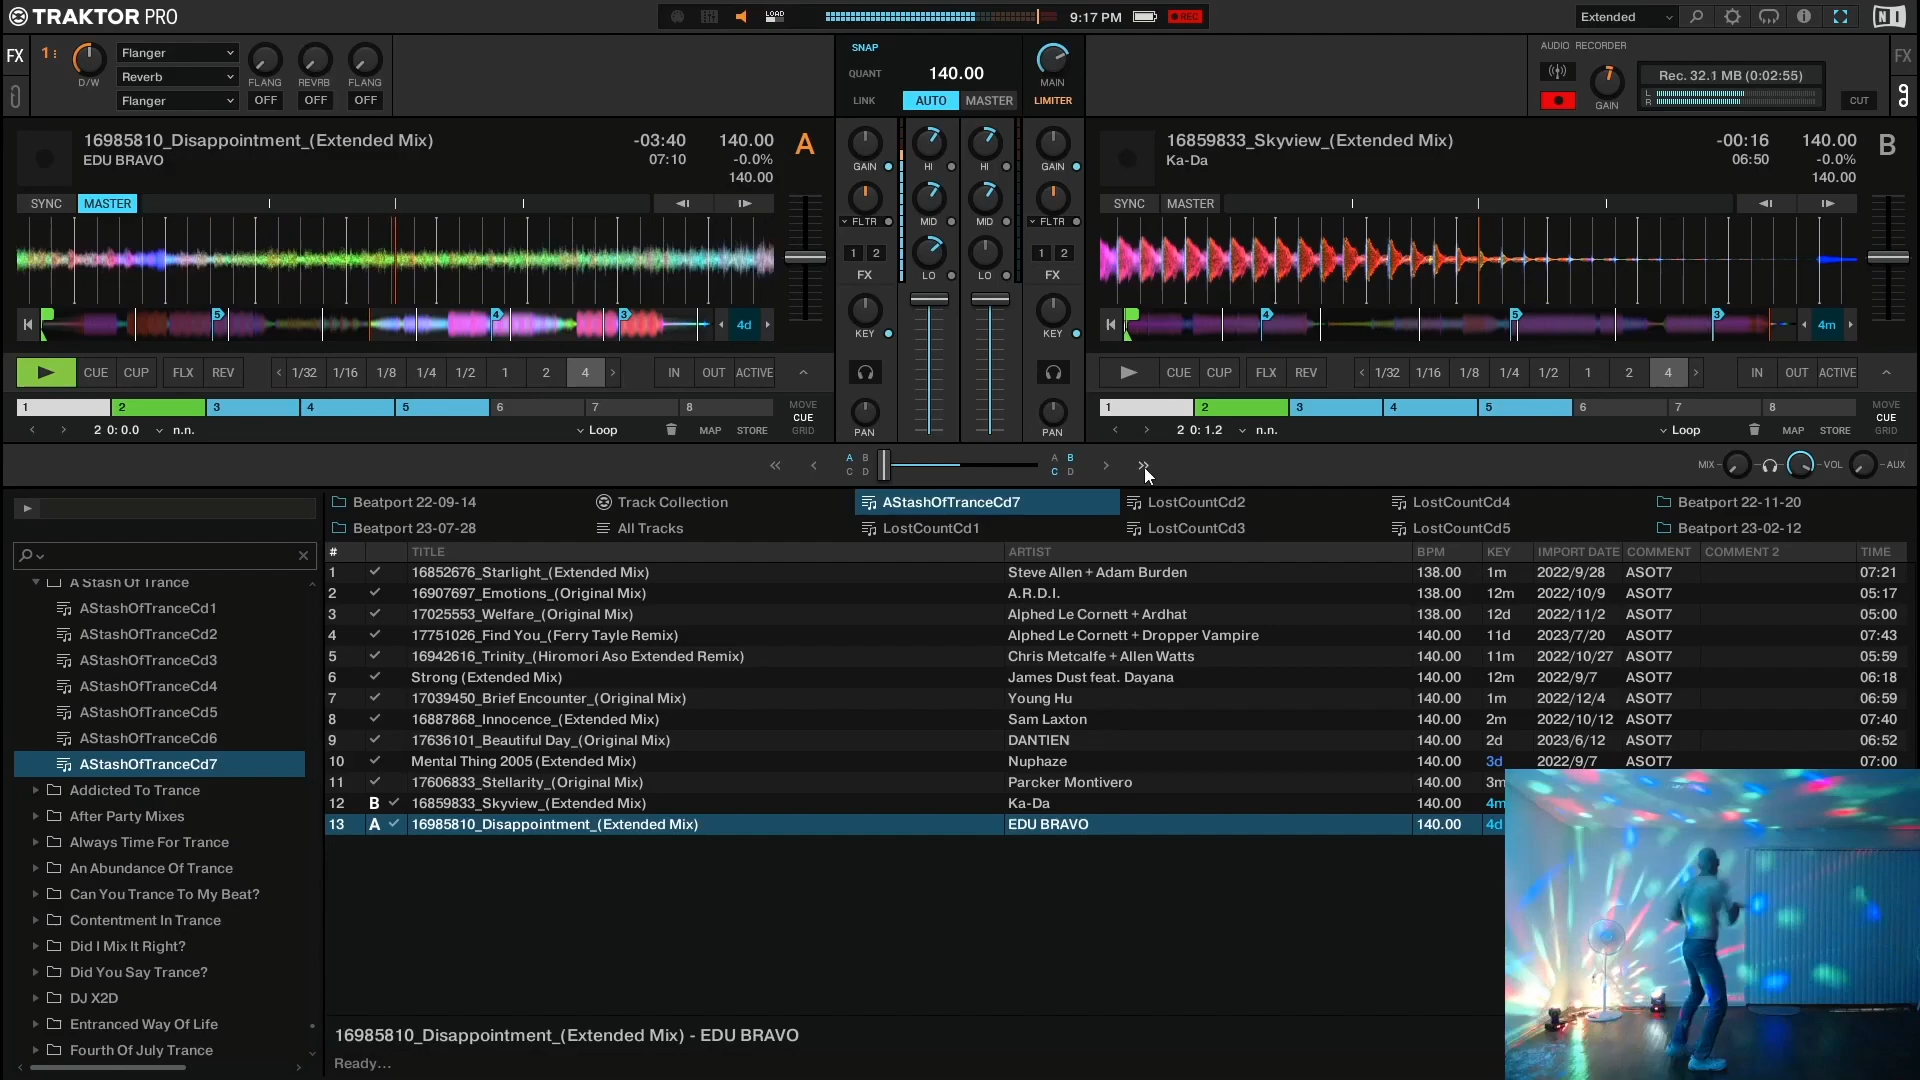 TRAKTOR PRO
LOAD
9:17 PM
REC
Extended
FX
1
D/W
Flanger
Reverb
Flanger
FLANG
REVRB
FLANG
OFF
OFF
OFF
SNAP
QUANT
LINK
140.00
AUTO
MASTER
MAIN
LIMITER
AUDIO RECORDER
GAIN
Rec. 32.1 MB (0:02:55)
L
R
CUT
FX
16985810_Disappointment_(Extended Mix)
EDU BRAVO
-03:40
07:10
140.00
-0.0%
140.00
A
SYNC
MASTER
5
4
3
4d
CUE
CUP
FLX
REV
1/32
1/16
1/8
1/4
1/2
1
2
4
IN
OUT
ACTIVE
1
2
3
4
5
6
7
8
MOVE
CUE
GRID
2 0: 0.0
n.n.
Loop
MAP
STORE
GAIN
HI
HI
GAIN
FLTR
MID
MID
FLTR
1 2
1 2
FX
LO
LO
FX
KEY
KEY
PAN
PAN
16859833_Skyview_(Extended Mix)
Ka-Da
-00:16
06:50
140.00
-0.0%
140.00
B
SYNC
MASTER
4
5
3
4m
CUE
CUP
FLX
REV
1/32
1/16
1/8
1/4
1/2
1
2
4
IN
OUT
ACTIVE
1
2
3
4
5
6
7
8
MOVE
CUE
GRID
2 0: 1.2
n.n.
Loop
MAP
STORE
A B
C D
A B
C D
MIX
VOL
AUX
Beatport 22-09-14
Track Collection
AStashOfTranceCd7
LostCountCd2
LostCountCd4
Beatport 22-11-20
Beatport 23-07-28
All Tracks
LostCountCd1
LostCountCd3
LostCountCd5
Beatport 23-02-12
A Stash Of Trance
AStashOfTranceCd1
AStashOfTranceCd2
AStashOfTranceCd3
AStashOfTranceCd4
AStashOfTranceCd5
AStashOfTranceCd6
AStashOfTranceCd7
Addicted To Trance
After Party Mixes
Always Time For Trance
An Abundance Of Trance
Can You Trance To My Beat?
Contentment In Trance
Did I Mix It Right?
Did You Say Trance?
DJ X2D
Entranced Way Of Life
Fourth Of July Trance
# TITLE ARTIST BPM KEY IMPORT DATE COMMENT COMMENT 2 TIME
1 16852676_Starlight_(Extended Mix) Steve Allen + Adam Burden 138.00 1m 2022/9/28 ASOT7 07:21
2 16907697_Emotions_(Original Mix) A.R.D.I. 138.00 12m 2022/10/9 ASOT7 05:17
3 17025553_Welfare_(Original Mix) Alphed Le Cornett + Ardhat 138.00 12d 2022/11/2 ASOT7 05:00
4 17751026_Find You_(Ferry Tayle Remix) Alphed Le Cornett + Dropper Vampire 140.00 11d 2023/7/20 ASOT7 07:43
5 16942616_Trinity_(Hiromori Aso Extended Remix) Chris Metcalfe + Allen Watts 140.00 11m 2022/10/27 ASOT7 05:59
6 Strong (Extended Mix) James Dust feat. Dayana 140.00 12m 2022/9/7 ASOT7 06:18
7 17039450_Brief Encounter_(Original Mix) Young Hu 140.00 1m 2022/12/4 ASOT7 06:59
8 16887868_Innocence_(Extended Mix) Sam Laxton 140.00 2m 2022/10/12 ASOT7 07:40
9 17636101_Beautiful Day_(Original Mix) DANTIEN 140.00 2d 2023/6/12 ASOT7 06:52
10 Mental Thing 2005 (Extended Mix) Nuphaze 140.00 3d 2022/9/7 ASOT7 07:00
11 17606833_Stellarity_(Original Mix) Parcker Montivero 140.00 3m
12 B 16859833_Skyview_(Extended Mix) Ka-Da 140.00 4m
13 A 16985810_Disappointment_(Extended Mix) EDU BRAVO 140.00 4d
16985810_Disappointment_(Extended Mix) - EDU BRAVO
Ready...